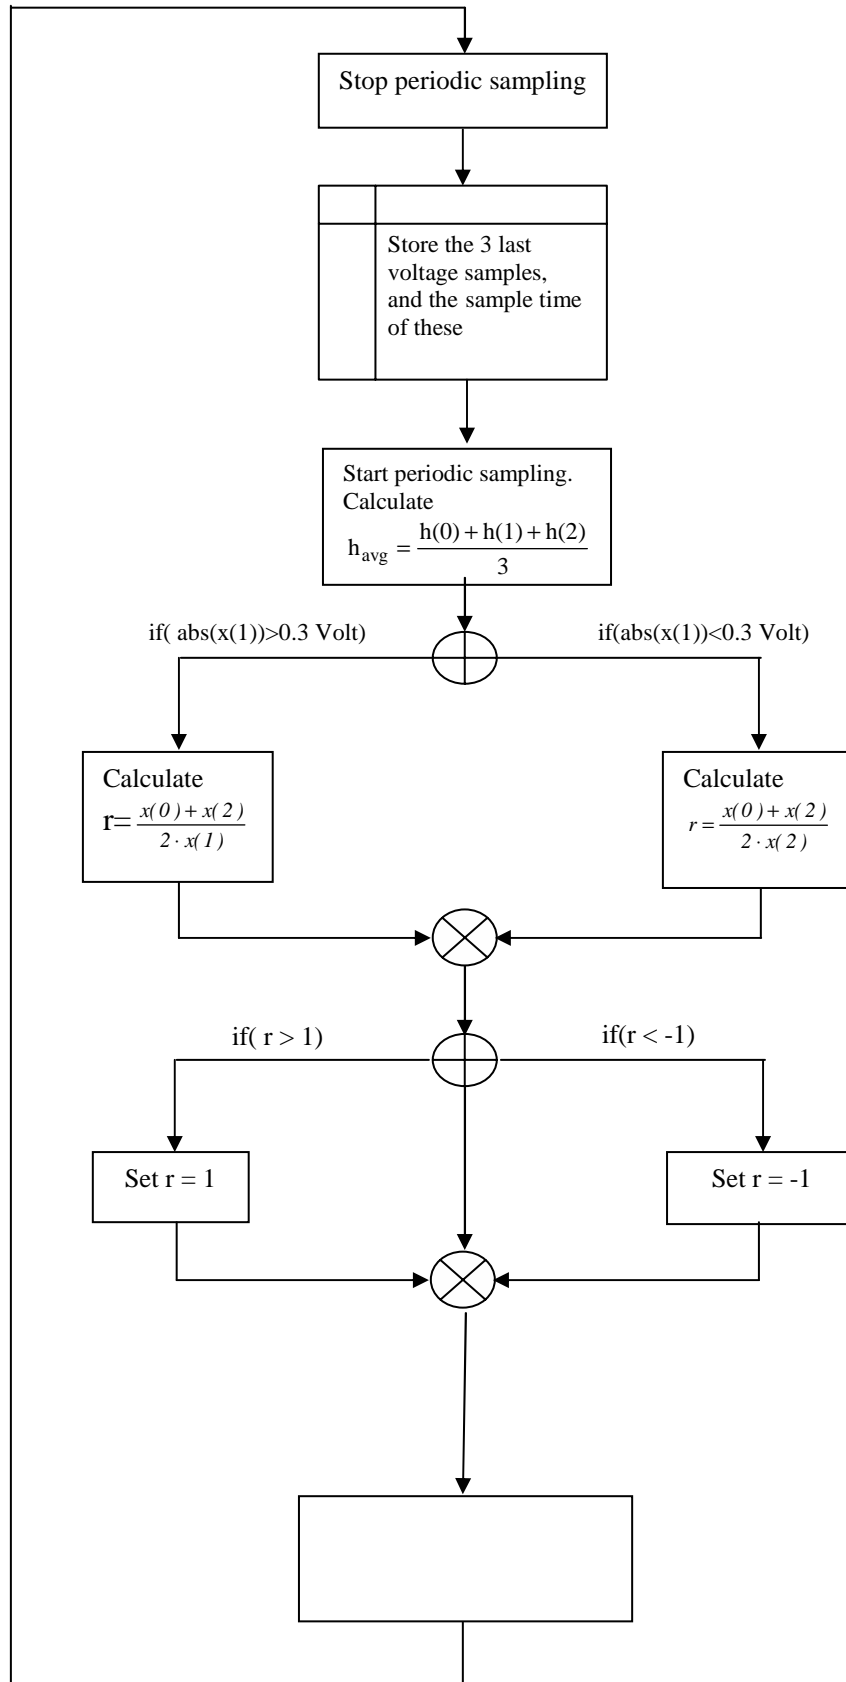 Stop periodic sampling
Store the 3 last
voltage samples,
and the sample time
of these
Start periodic sampling.
Calculate
h_avg = (h(0) + h(1) + h(2)) / 3
if( abs(x(1))>0.3 Volt)
if(abs(x(1))<0.3 Volt)
Calculate
r= (x(0) + x(2)) / (2 · x(1))
Calculate
r = (x(0) + x(2)) / (2 · x(2))
if( r > 1)
if(r < -1)
Set r = 1
Set r = -1